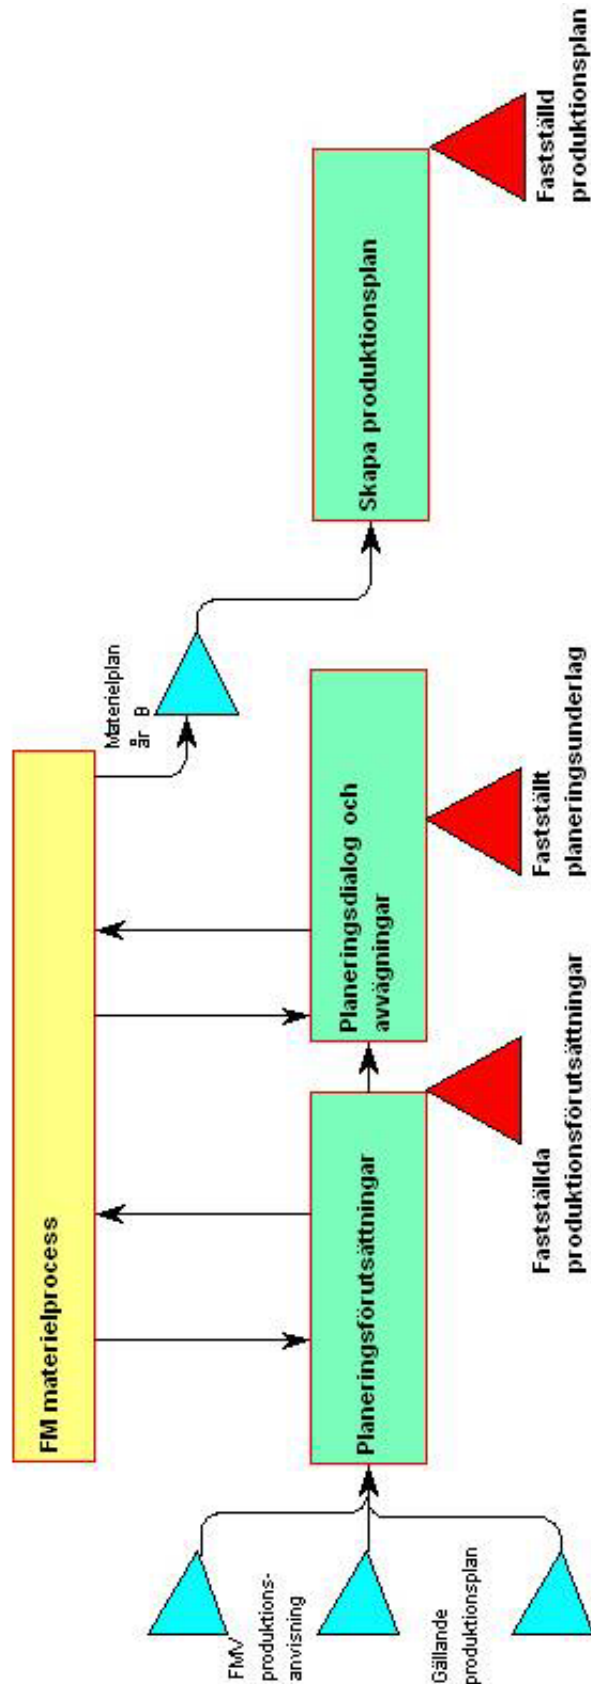 FM materielprocess
Materielplan
år B
FMV
produktions-
anvisning
Gällande
produktionsplan
Planeringsförutsättningar
Planeringsdialog och
avvägningar
Skapa produktionsplan
Fastställda
produktionsförutsättningar
Fastställt
planeringsunderlag
Fastställd
produktionsplan